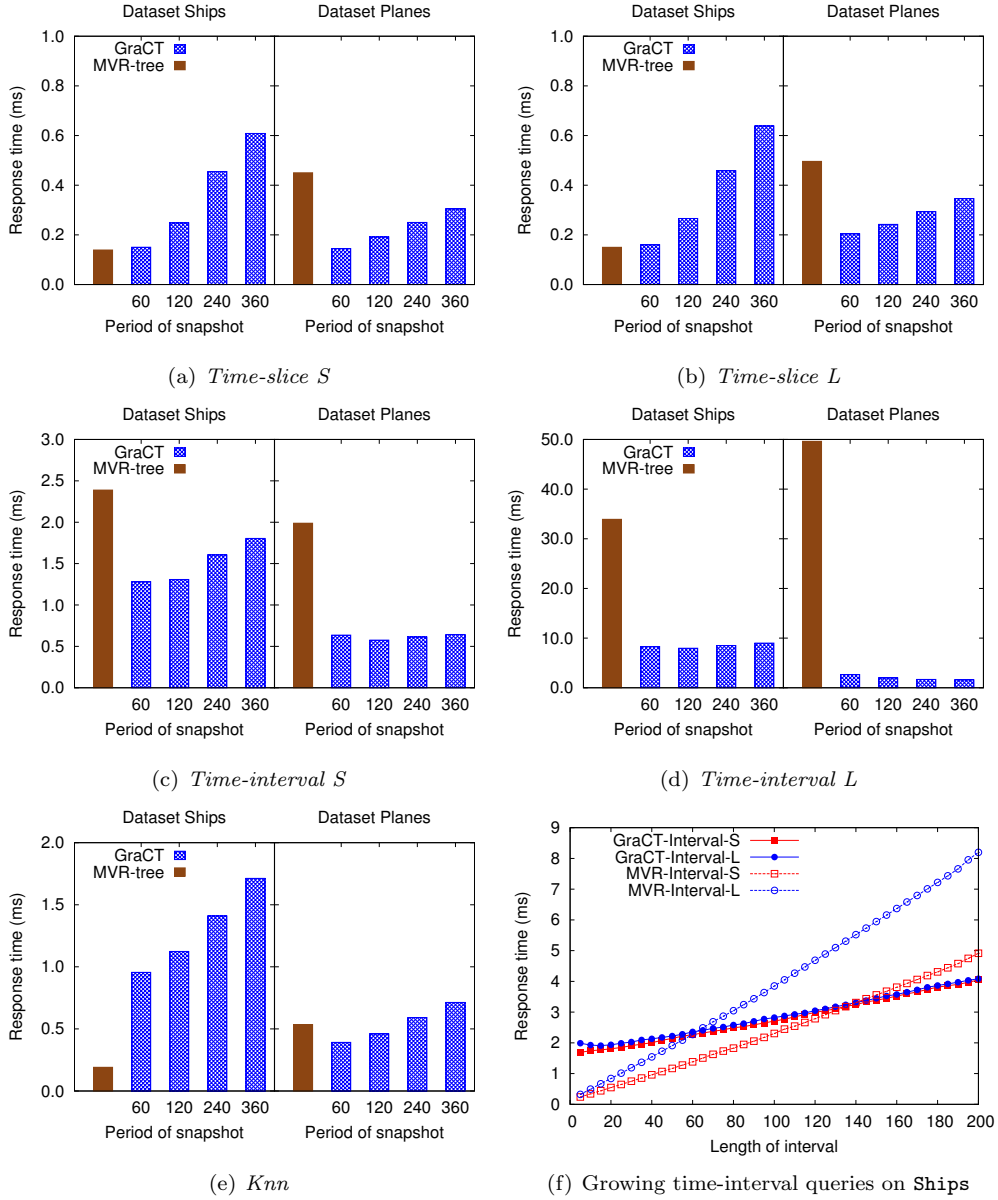 Dataset Ships
Dataset Planes
Response time (ms)
1.0
0.8
0.6
0.4
0.2
0.0
GraCT
MVR-tree
60 120 240 360
60 120 240 360
Period of snapshot
Period of snapshot
(a) Time-slice S
Dataset Ships
Dataset Planes
Response time (ms)
1.0
0.8
0.6
0.4
0.2
0.0
GraCT
MVR-tree
60 120 240 360
60 120 240 360
Period of snapshot
Period of snapshot
(b) Time-slice L
Dataset Ships
Dataset Planes
Response time (ms)
3.0
2.5
2.0
1.5
1.0
0.5
0.0
GraCT
MVR-tree
60 120 240 360
60 120 240 360
Period of snapshot
Period of snapshot
(c) Time-interval S
Dataset Ships
Dataset Planes
Response time (ms)
50.0
40.0
30.0
20.0
10.0
0.0
GraCT
MVR-tree
60 120 240 360
60 120 240 360
Period of snapshot
Period of snapshot
(d) Time-interval L
Dataset Ships
Dataset Planes
Response time (ms)
2.0
1.5
1.0
0.5
0.0
GraCT
MVR-tree
60 120 240 360
60 120 240 360
Period of snapshot
Period of snapshot
(e) Knn
Response time (ms)
9
8
7
6
5
4
3
2
1
0
GraCT-Interval-S
GraCT-Interval-L
MVR-Interval-S
MVR-Interval-L
0 20 40 60 80 100 120 140 160 180 200
Length of interval
(f) Growing time-interval queries on Ships